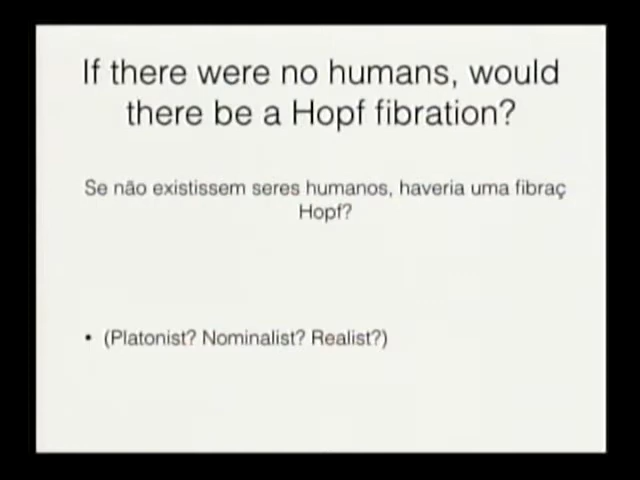 If there were no humans, would
there be a Hopf fibration?
Se não existissem seres humanos, haveria uma fibraç
Hopf?
• (Platonist? Nominalist? Realist?)